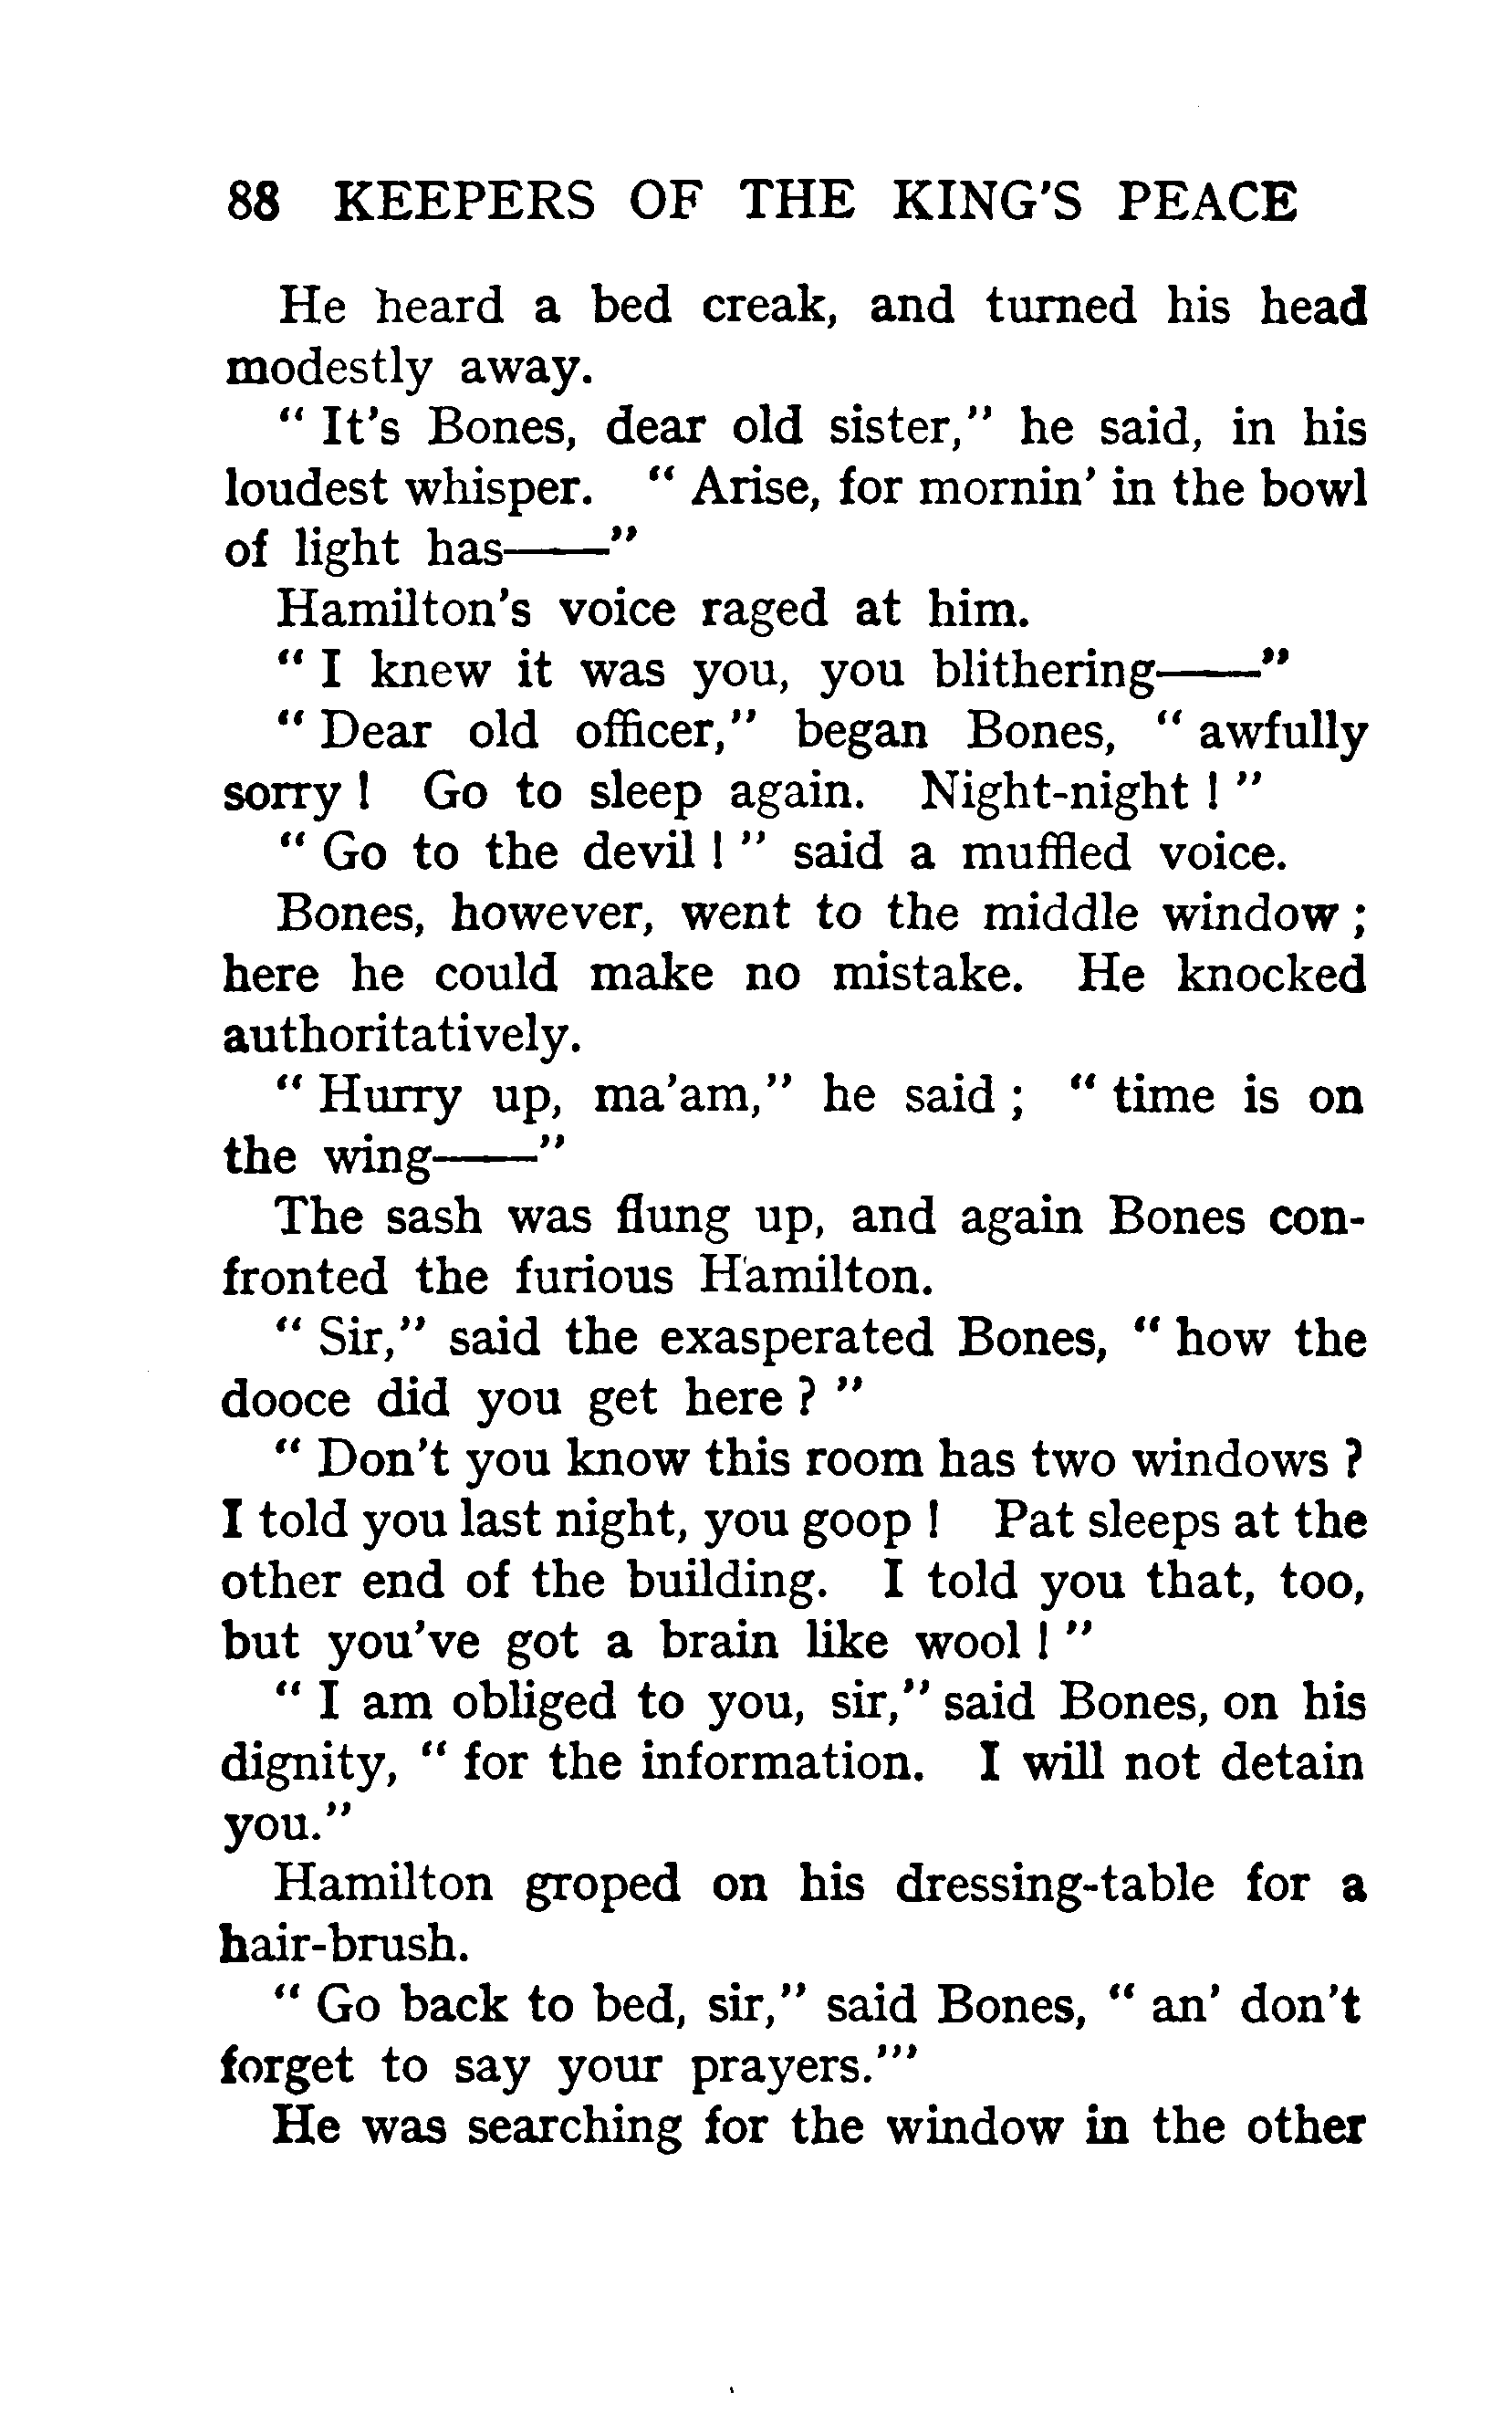 88 KEEPERS OF THE KING'S PEACE
He heard a bed creak, and turned his head
modestly away.
" It's Bones, dear old sister," he said, in his
loudest whisper. " Arise, for mornin' in the bowl
of light has——"
Hamilton's voice raged at him.
" I knew it was you, you blithering——"
" Dear old officer," began Bones, " awfully
sorry ! Go to sleep again. Night-night ! "
" Go to the devil ! " said a muffled voice.
Bones, however, went to the middle window ;
here he could make no mistake. He knocked
authoritatively.
" Hurry up, ma'am," he said ; " time is on
the wing——"
The sash was flung up, and again Bones con-
fronted the furious Hamilton.
" Sir," said the exasperated Bones, " how the
dooce did you get here ? "
" Don't you know this room has two windows ?
I told you last night, you goop ! Pat sleeps at the
other end of the building. I told you that, too,
but you've got a brain like wool ! "
" I am obliged to you, sir," said Bones, on his
dignity, " for the information. I will not detain
you."
Hamilton groped on his dressing-table for a
hair-brush.
" Go back to bed, sir," said Bones, " an' don't
forget to say your prayers.'"
He was searching for the window in the other